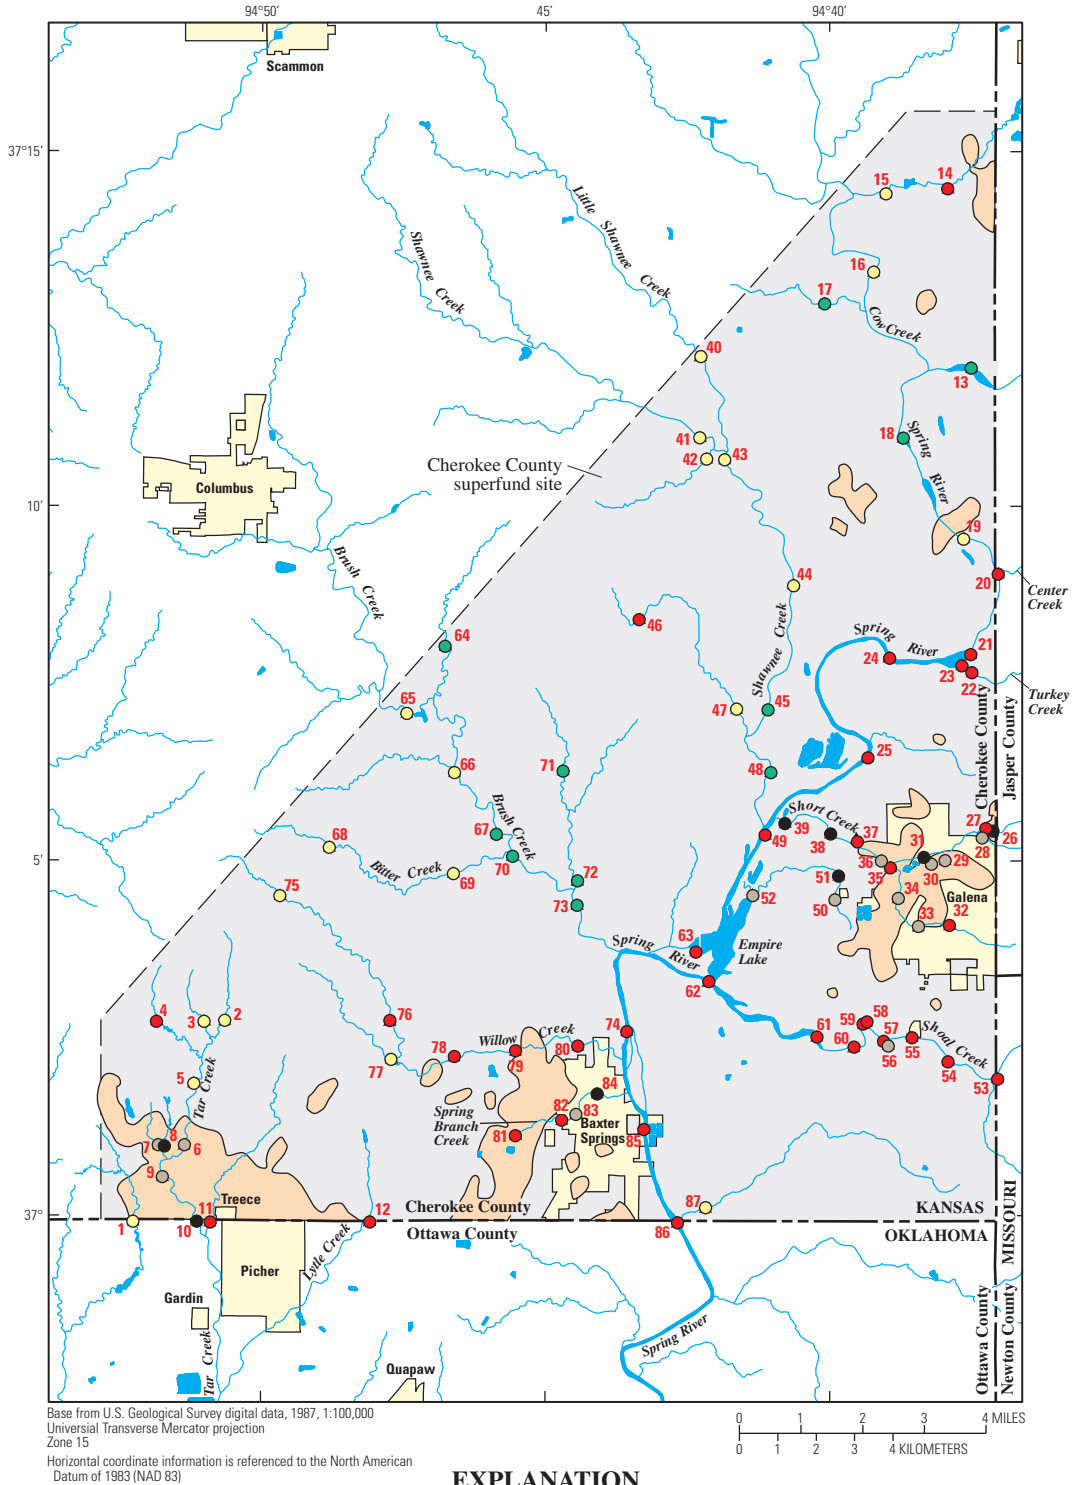 94°50'
45'
94°40'
Scammon
37°15'
15
14
Little Shawnee Creek
Shawnee Creek
16
17
Cow Creek
40
13
41
18
42
43
Spring River
Cherokee County
superfund site
Columbus
10'
19
Brush Creek
44
20
Center
Creek
46
64
Shawnee Creek
Spring River
24
21
23
22
65
47
45
Turkey
Creek
Cherokee County
Jasper County
25
66
71
48
Brush Creek
67
Short Creek
39
38
37
27
26
28
49
68
5'
Bitter Creek
70
69
31
36
29
35
30
51
72
75
52
50
34
Galena
73
33
32
Spring River
63
Empire
Lake
62
4
3
2
76
74
61
59
58
57
Willow Creek
78
79
80
60
56
55
Shoal Creek
77
54
53
5
Tar Creek
84
Spring
Branch
Creek
82
83
Baxter
Springs
81
85
7
8
6
9
Treece
37°
Cherokee County
87
KANSAS
1
10
11
12
86
Ottawa County
OKLAHOMA
MISSOURI
Lytle Creek
Picher
Gardin
Spring River
Tar Creek
Quapaw
Ottawa County
Newton County
Base from U.S. Geological Survey digital data, 1987, 1:100,000
Universial Transverse Mercator projection
Zone 15
Horizontal coordinate information is referenced to the North American
Datum of 1983 (NAD 83)
0 1 2 3 4 MILES
0 1 2 3 4 KILOMETERS
EXPLANATION